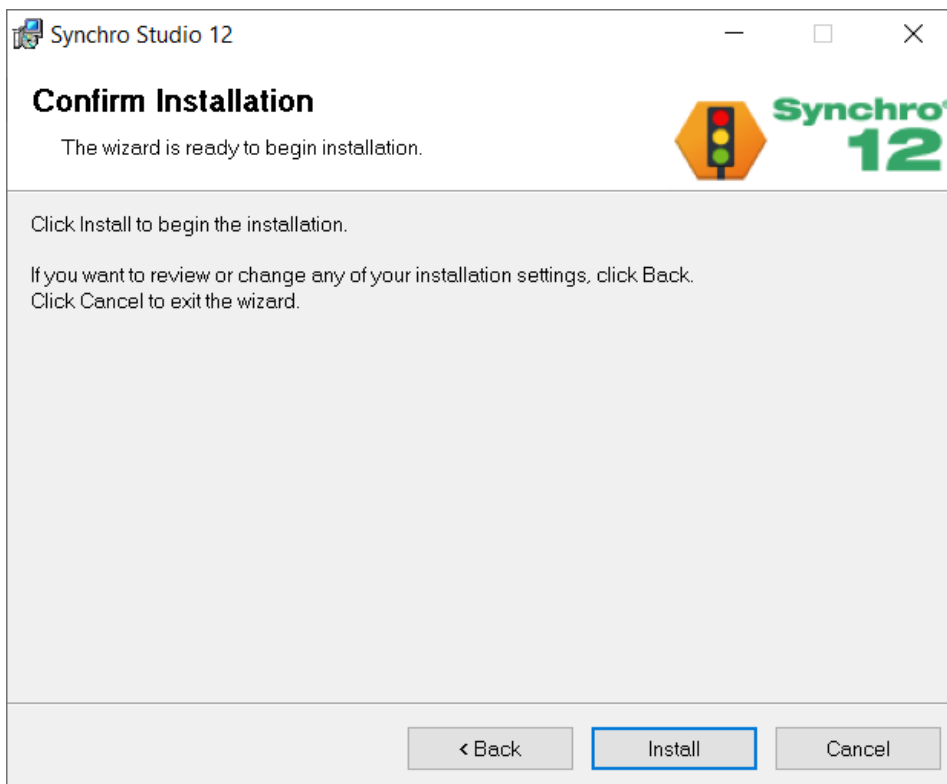 Synchro Studio 12
Confirm Installation
The wizard is ready to begin installation.
Synchro®
12
Click Install to begin the installation.
If you want to review or change any of your installation settings, click Back.
Click Cancel to exit the wizard.
< Back
Install
Cancel